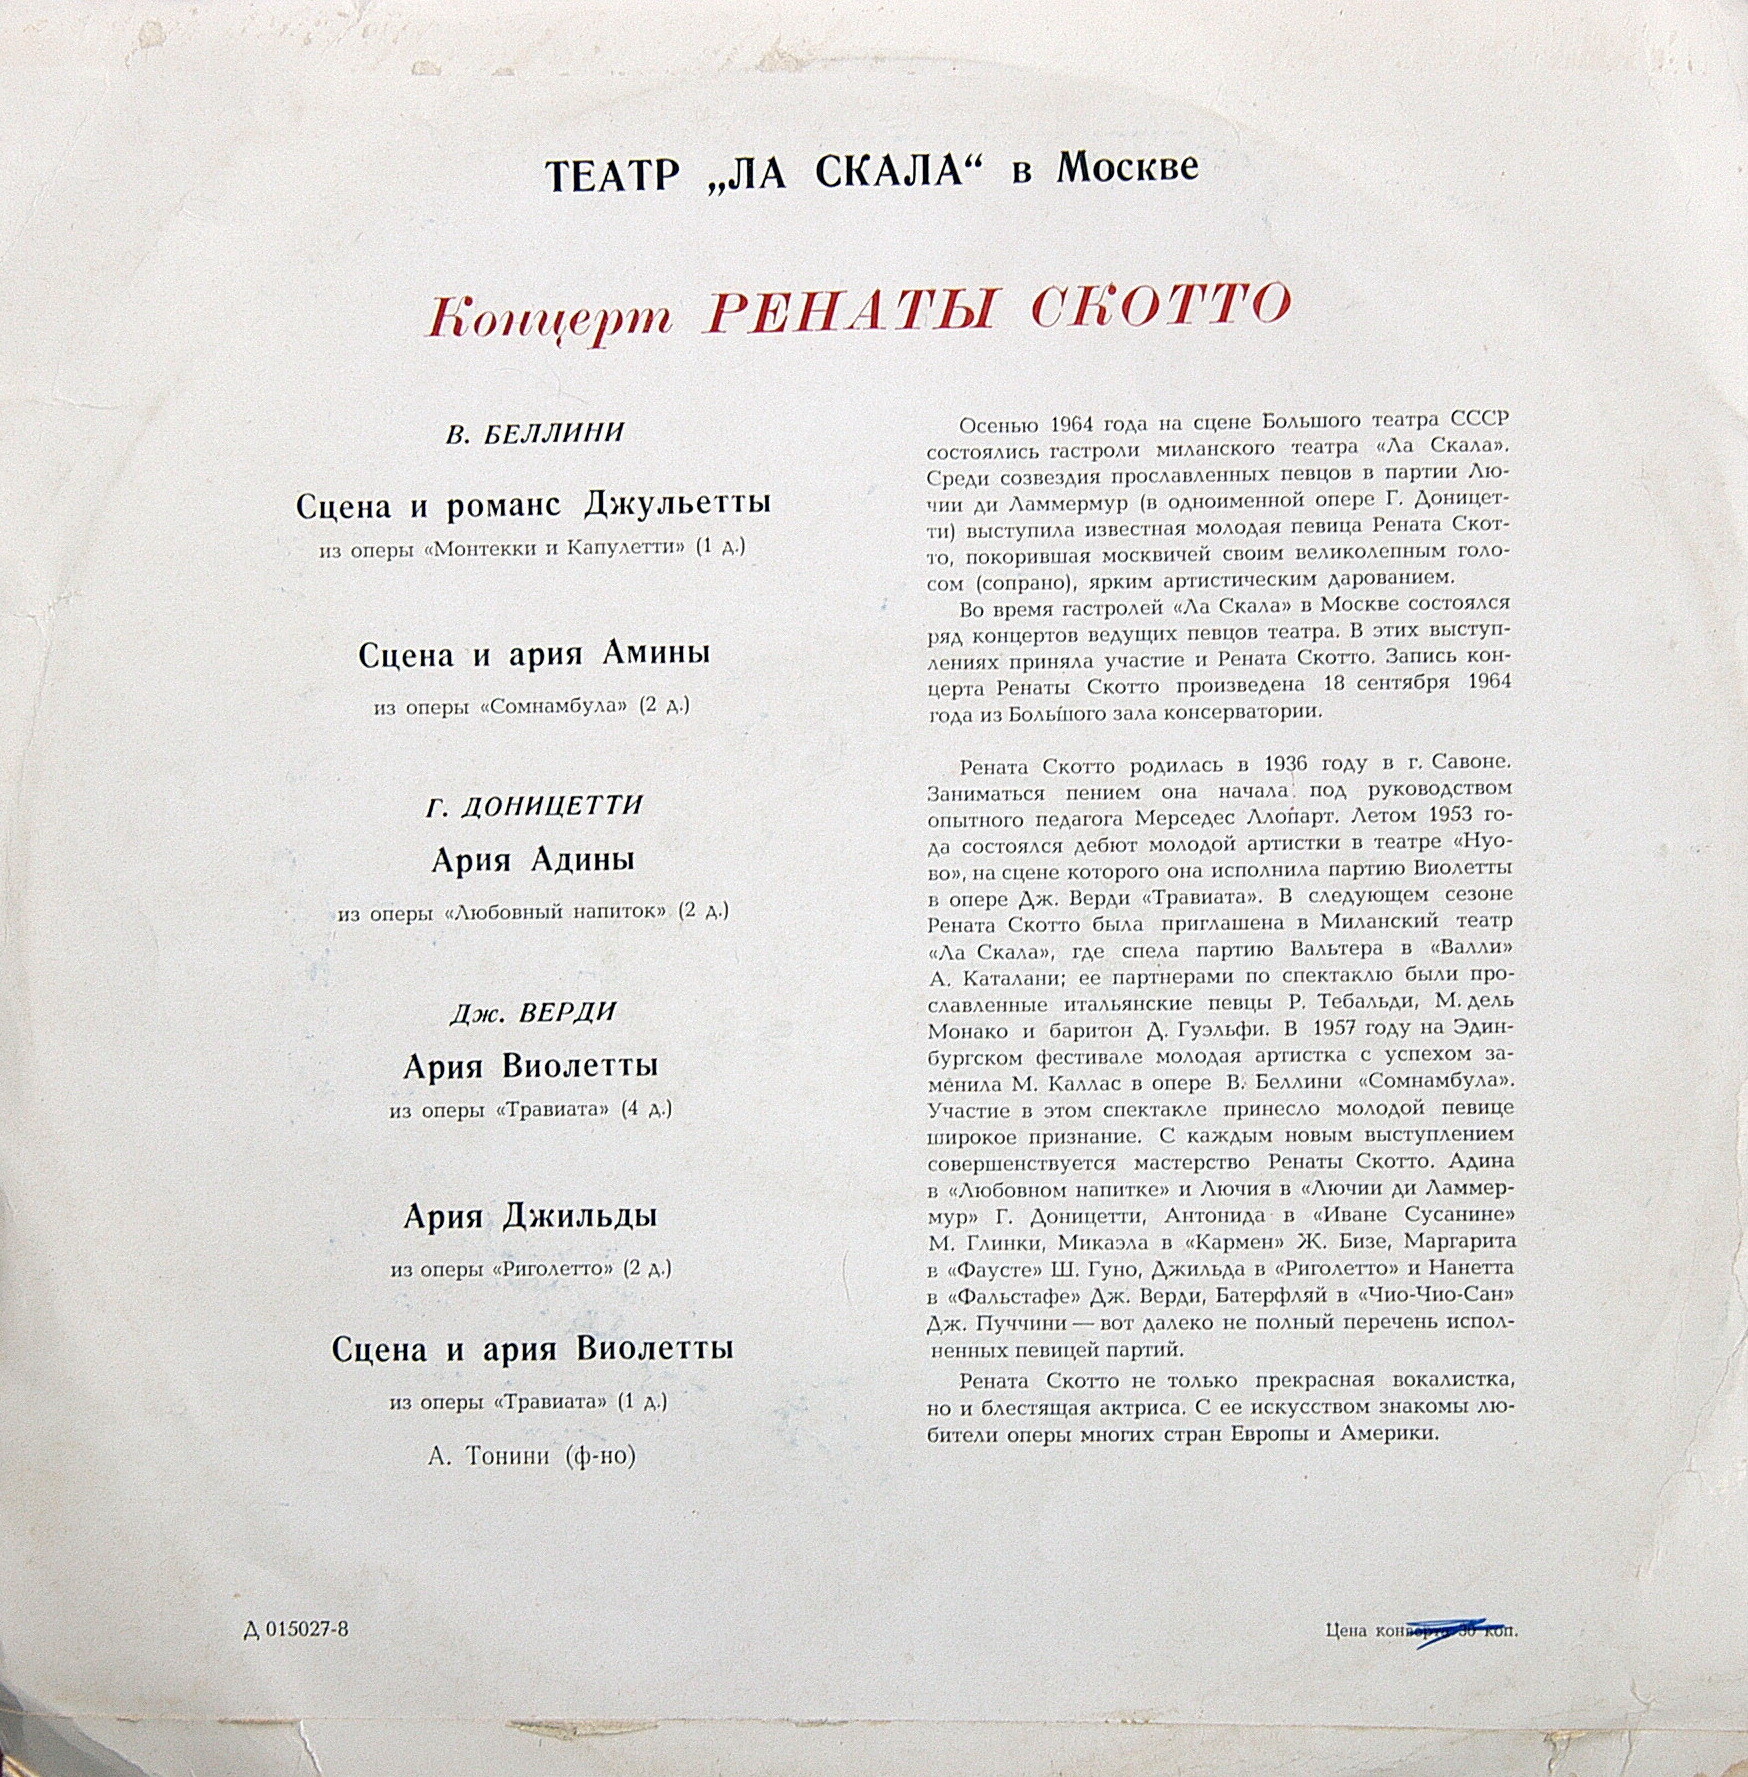 ТЕАТР „ЛА СКАЛА“ в Москве
Концерт РЕНАТЫ СКОТТО
В. БЕЛЛИНИ
Сцена и романс Джульетты
из оперы «Монтекки и Капулетти» (1 д.)
Сцена и ария Амины
из оперы «Сомнамбула» (2 д.)
Г. ДОНИЦЕТТИ
Ария Адины
из оперы «Любовный напиток» (2 д.)
Дж. ВЕРДИ
Ария Виолетты
из оперы «Травиата» (4 д.)
Ария Джильды
из оперы «Риголетто» (2 д.)
Сцена и ария Виолетты
из оперы «Травиата» (1 д.)
А. Тонини (ф-но)
Осенью 1964 года на сцене Большого театра СССР
состоялись гастроли миланского театра «Ла Скала».
Среди созвездия прославленных певцов в партии Лю-
чии ди Ламмермур (в одноименной опере Г. Доницет-
ти) выступила известная молодая певица Рената Скот-
то, покорившая москвичей своим великолепным голо-
сом (сопрано), ярким артистическим дарованием.
Во время гастролей «Ла Скала» в Москве состоялся
ряд концертов ведущих певцов театра. В этих выступ-
лениях приняла участие и Рената Скотто. Запись кон-
церта Ренаты Скотто произведена 18 сентября 1964
года из Большого зала консерватории.
Рената Скотто родилась в 1936 году в г. Савоне.
Заниматься пением она начала под руководством
опытного педагога Мерседес Ллопарт. Летом 1953 го-
да состоялся дебют молодой артистки в театре «Нуо-
во», на сцене которого она исполнила партию Виолетты
в опере Дж. Верди «Травиата». В следующем сезоне
Рената Скотто была приглашена в Миланский театр
«Ла Скала», где спела партию Вальтера в «Валли»
А. Каталани; ее партнерами по спектаклю были про-
славленные итальянские певцы Р. Тебальди, М. дель
Монако и баритон Д. Гуэльфи. В 1957 году на Эдин-
бургском фестивале молодая артистка с успехом за-
менила М. Каллас в опере В. Беллини «Сомнамбула».
Участие в этом спектакле принесло молодой певице
широкое признание. С каждым новым выступлением
совершенствуется мастерство Ренаты Скотто. Адина
в «Любовном напитке» и Лючия в «Лючии ди Ламмер-
мур» Г. Доницетти, Антонида в «Иване Сусанине»
М. Глинки, Микаэла в «Кармен» Ж. Бизе, Маргарита
в «Фаусте» Ш. Гуно, Джильда в «Риголетто» и Нанетта
в «Фальстафе» Дж. Верди, Батерфляй в «Чио-Чио-Сан»
Дж. Пуччини — вот далеко не полный перечень испол-
ненных певицей партий.
Рената Скотто не только прекрасная вокалистка,
но и блестящая актриса. С ее искусством знакомы лю-
бители оперы многих стран Европы и Америки.
Д 015027-8
Цена конверта 30 коп.